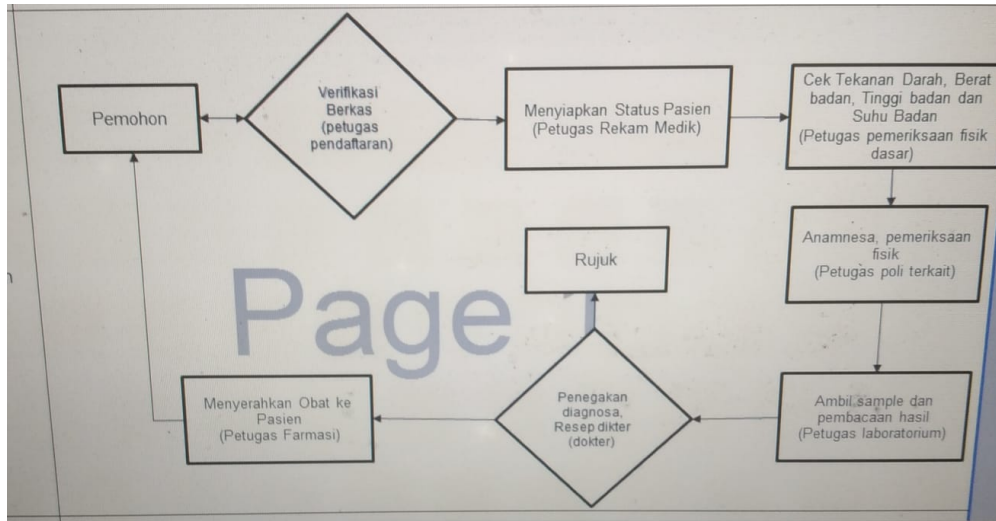 Pemohon
Verifikasi
Berkas
(petugas
pendaftaran)
Menyiapkan Status Pasien
(Petugas Rekam Medik)
Cek Tekanan Darah, Berat
badan, Tinggi badan dan
Suhu Badan
(Petugas pemeriksaan fisik
dasar)
Anamnesa, pemeriksaan
fisik
(Petugas poli terkait)
Ambil sample dan
pembacaan hasil
(Petugas laboratorium)
Rujuk
Penegakan
diagnosa,
Resep dikter
(dokter)
Menyerahkan Obat ke
Pasien
(Petugas Farmasi)
Page